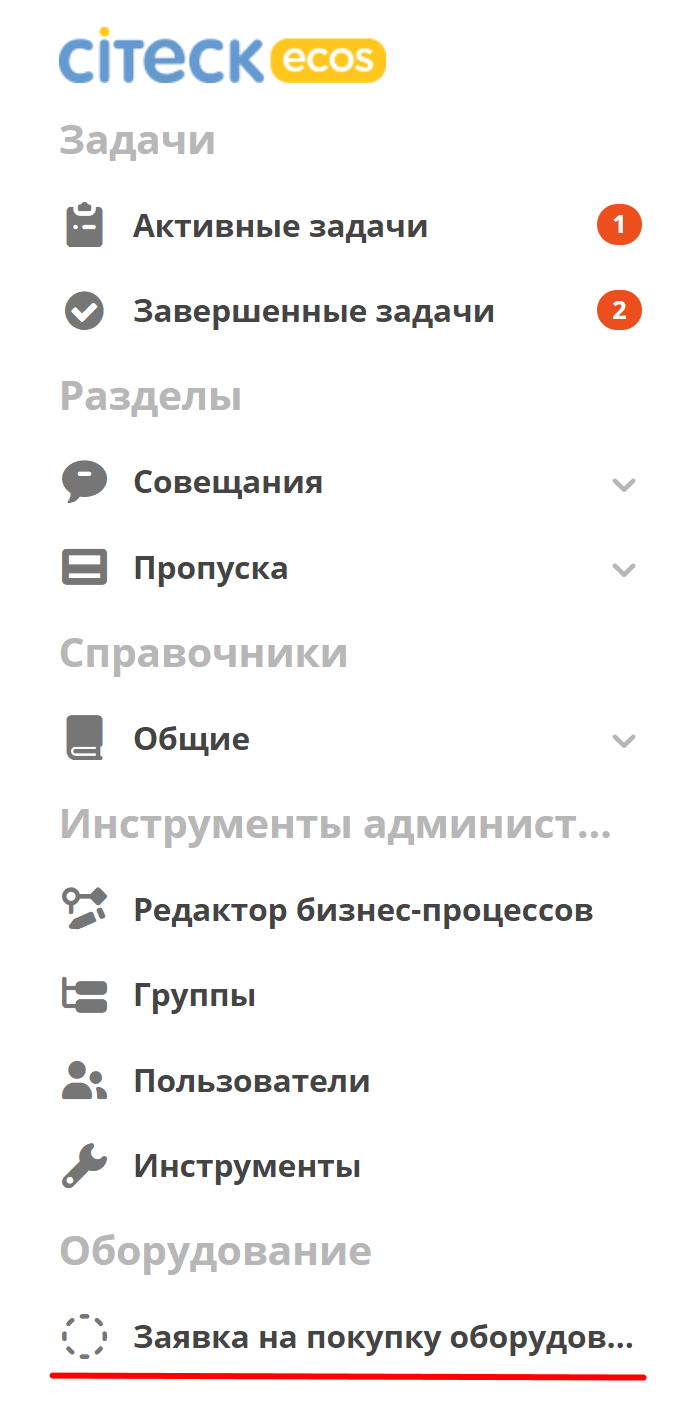 citeck ecos
Задачи
Активные задачи 1
Завершенные задачи 2
Разделы
Совещания
Пропуска
Справочники
Общие
Инструменты админист...
Редактор бизнес-процессов
Группы
Пользователи
Инструменты
Оборудование
Заявка на покупку оборудов...